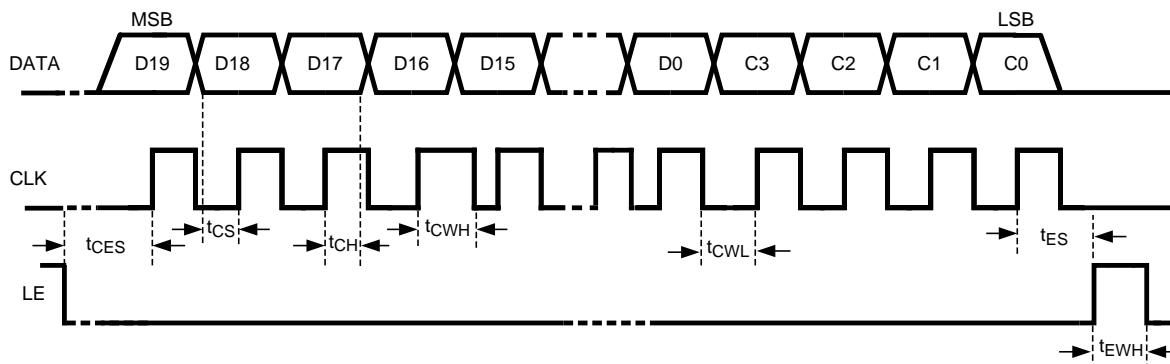 MSB LSB
DATA D19 D18 D17 D16 D15 D0 C3 C2 C1 C0
CLK
tCES tCS tCH tCWH tCWL tES
LE
tEWH